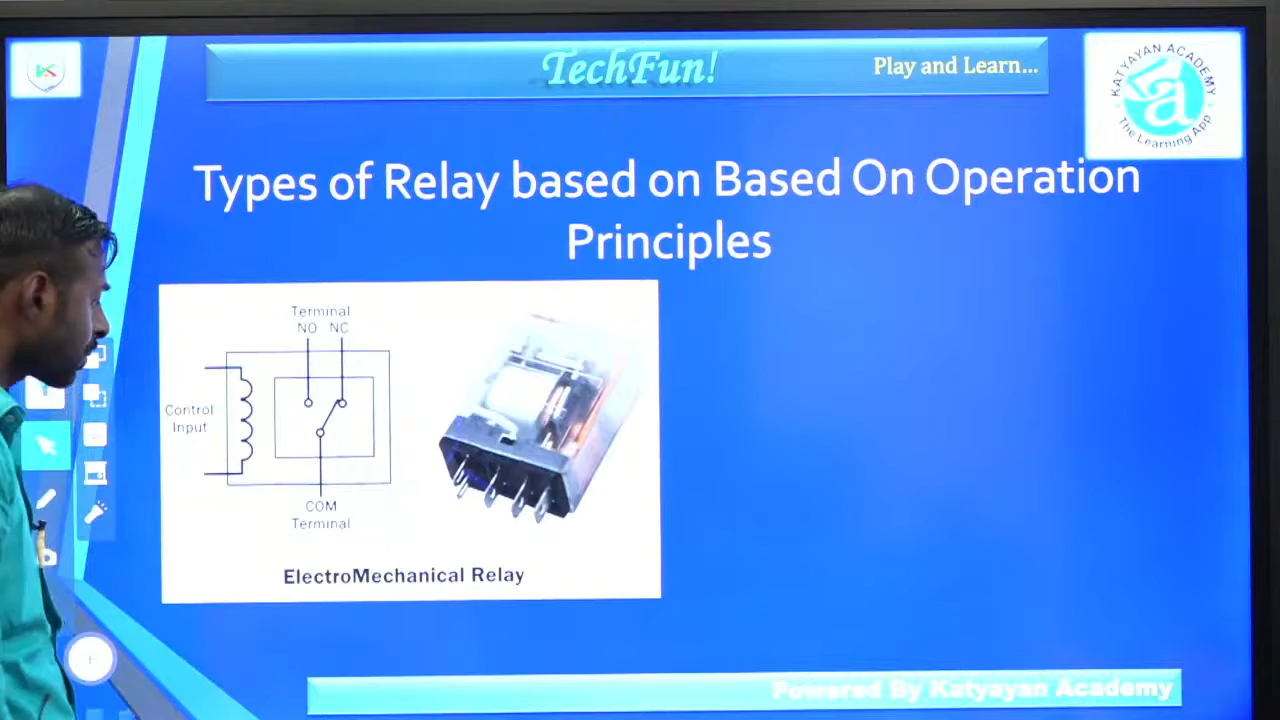 TechFun!
Play and Learn...
KATYAYAN ACADEMY
a
The Learning App
Types of Relay based on Based On Operation
Principles
Terminal
NO NC
Control
Input
COM
Terminal
ElectroMechanical Relay
Powered By Katyayan Academy